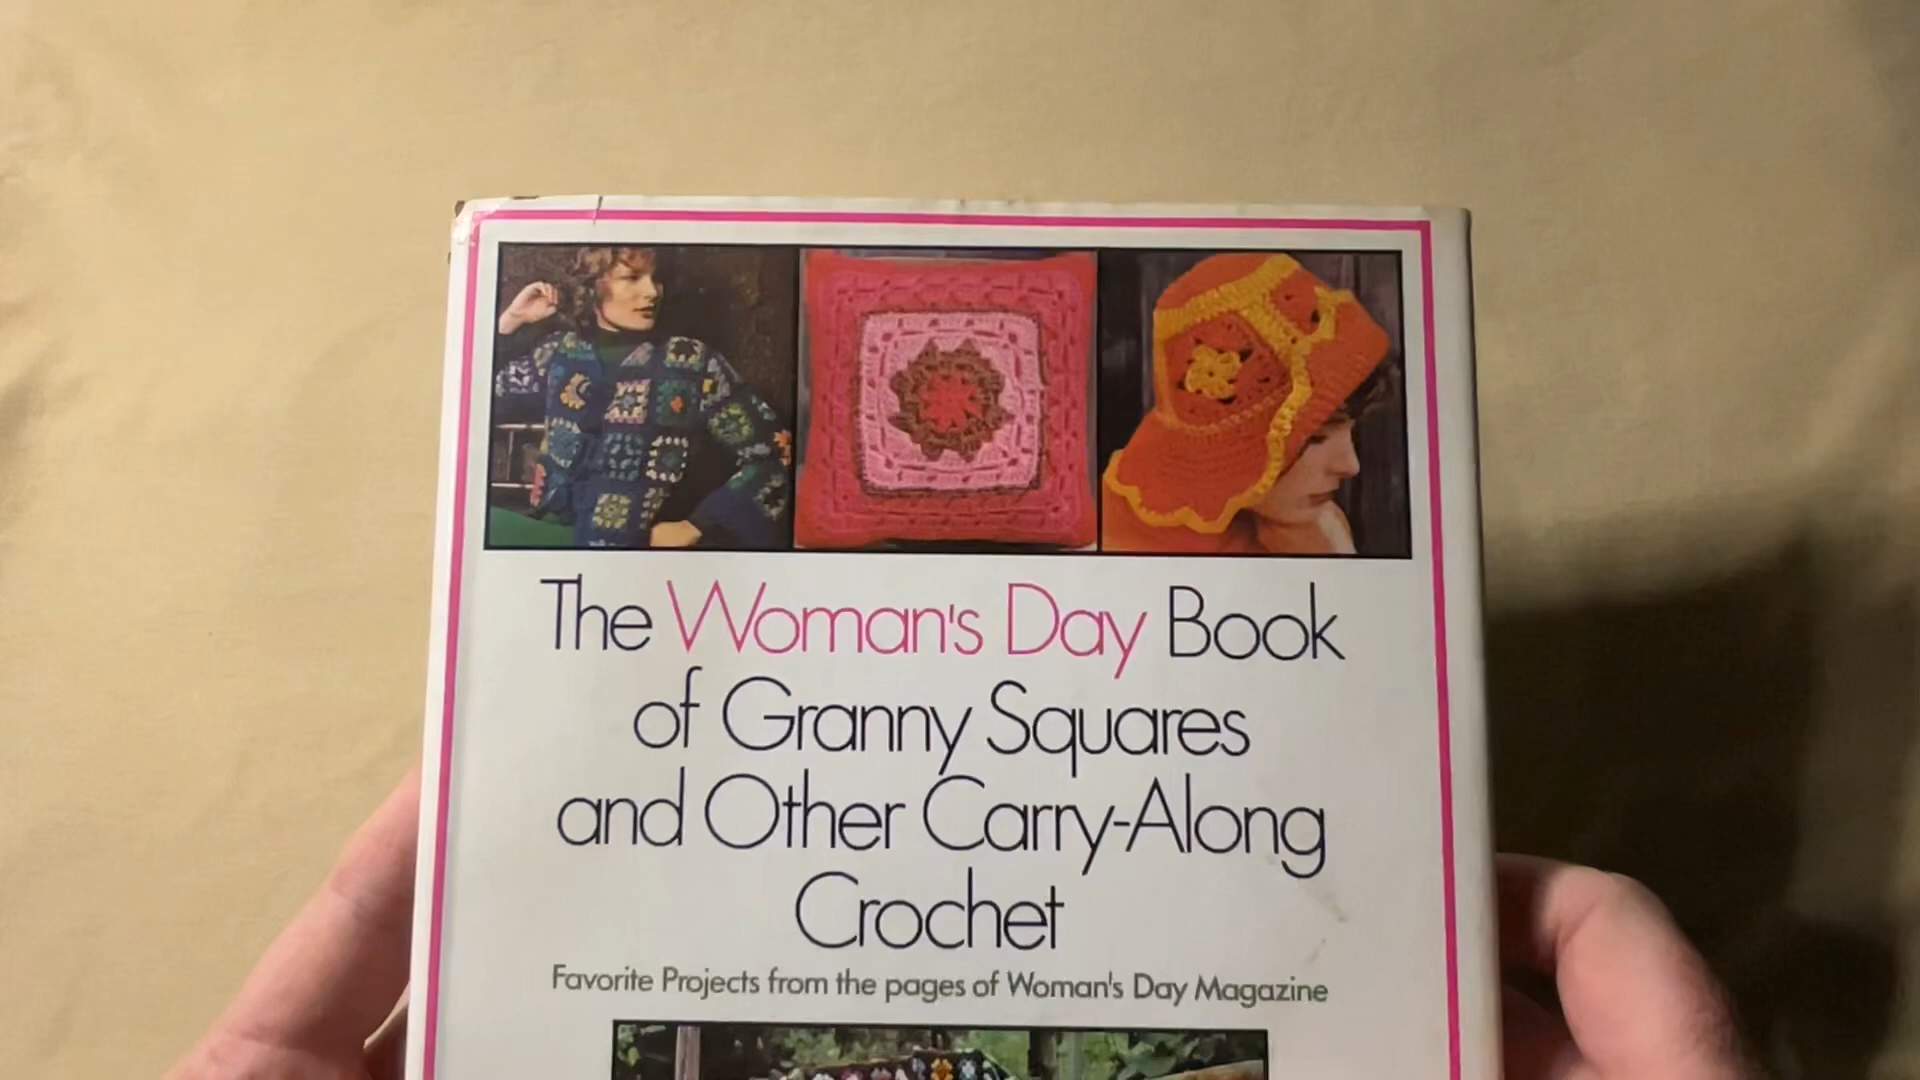 The Woman's Day Book
of Granny Squares
and Other Carry-Along
Crochet
Favorite Projects from the pages of Woman's Day Magazine